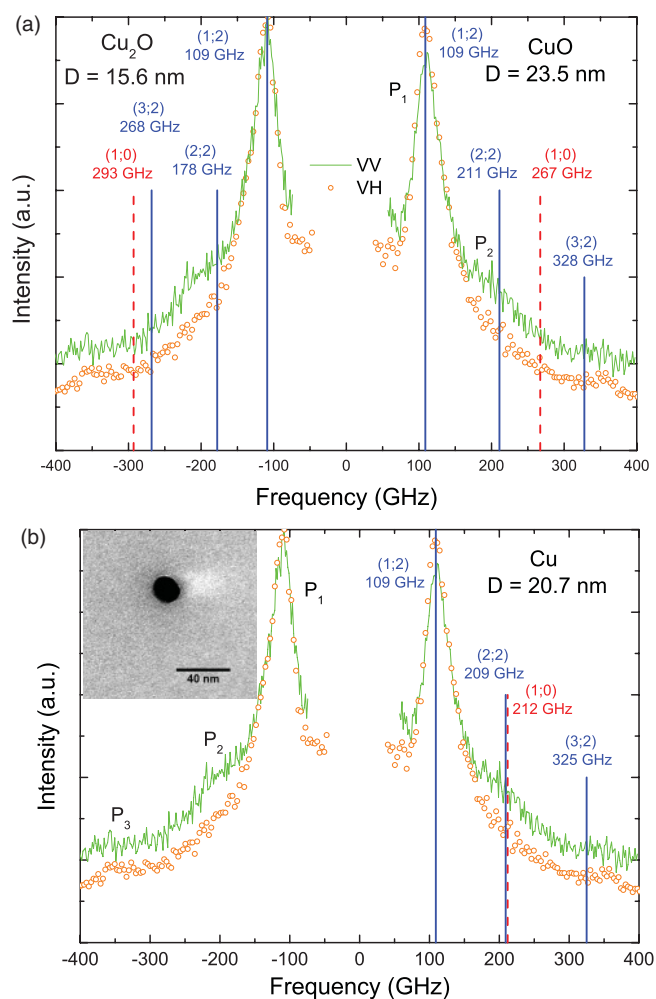 (a)
Cu₂O
D = 15.6 nm
(1;2)
109 GHz
(3;2)
268 GHz
(1;0)
293 GHz
(2;2)
178 GHz
(1;2)
109 GHz
CuO
D = 23.5 nm
P₁
VV
VH
(2;2)
211 GHz
(1;0)
267 GHz
P₂
(3;2)
328 GHz
Intensity (a.u.)
-400 -300 -200 -100 0 100 200 300 400
Frequency (GHz)
(b)
40 nm
P₁
P₂
P₃
(1;2)
109 GHz
Cu
D = 20.7 nm
(2;2)
209 GHz
(1;0)
212 GHz
(3;2)
325 GHz
Intensity (a.u.)
-400 -300 -200 -100 0 100 200 300 400
Frequency (GHz)